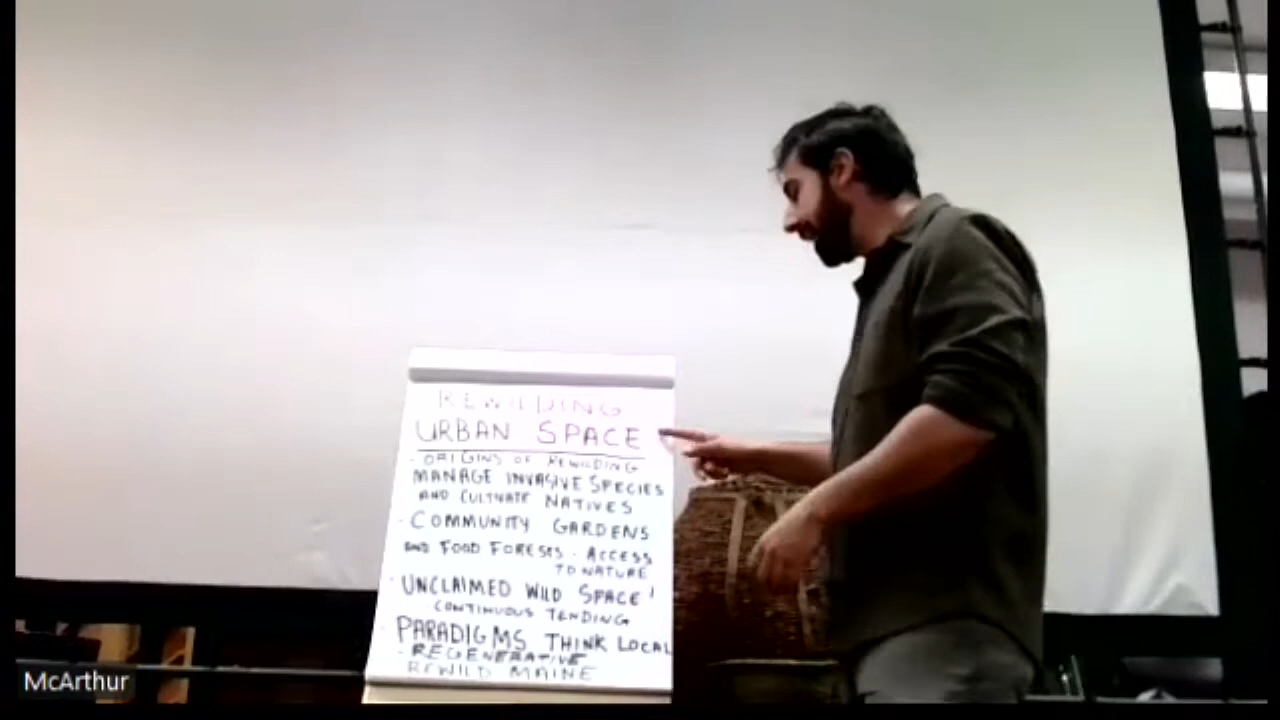 REWILDING
URBAN SPACE
- ORIGINS OF REWILDING
MANAGE INVASIVE SPECIES
AND CULTIVATE NATIVES
- COMMUNITY GARDENS
AND FOOD FORESTS - ACCESS
TO NATURE
- UNCLAIMED WILD SPACE!
CONTINUOUS TENDING
- PARADIGMS THINK LOCAL
- REGENERATIVE
REWILD MAINE
McArthur